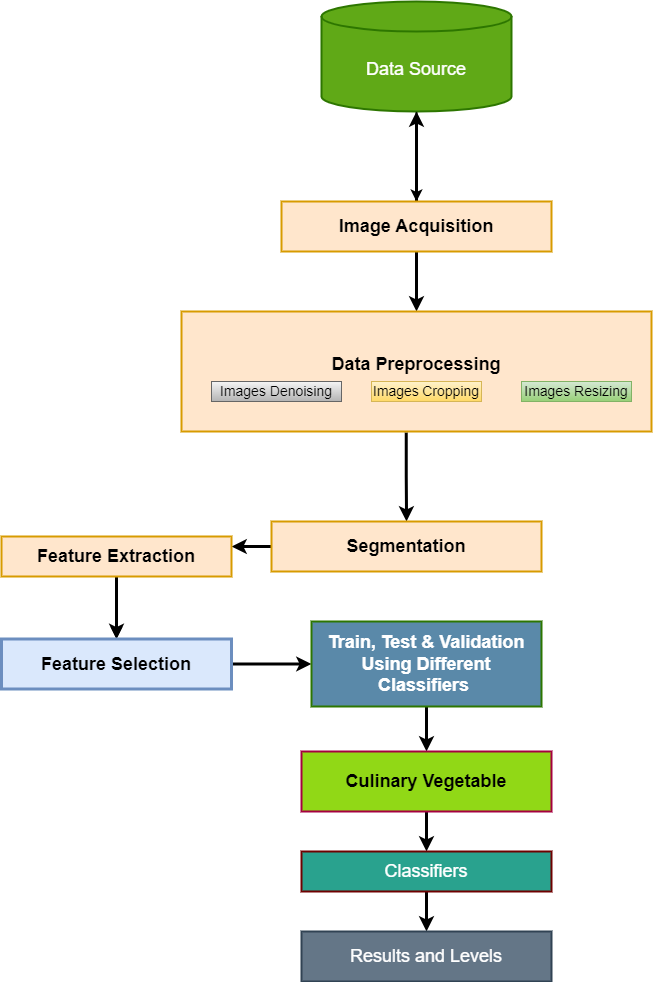 Data Source
Image Acquisition
Data Preprocessing
Images Denoising
Images Cropping
Images Resizing
Segmentation
Feature Extraction
Feature Selection
Train, Test & Validation
Using Different
Classifiers
Culinary Vegetable
Classifiers
Results and Levels